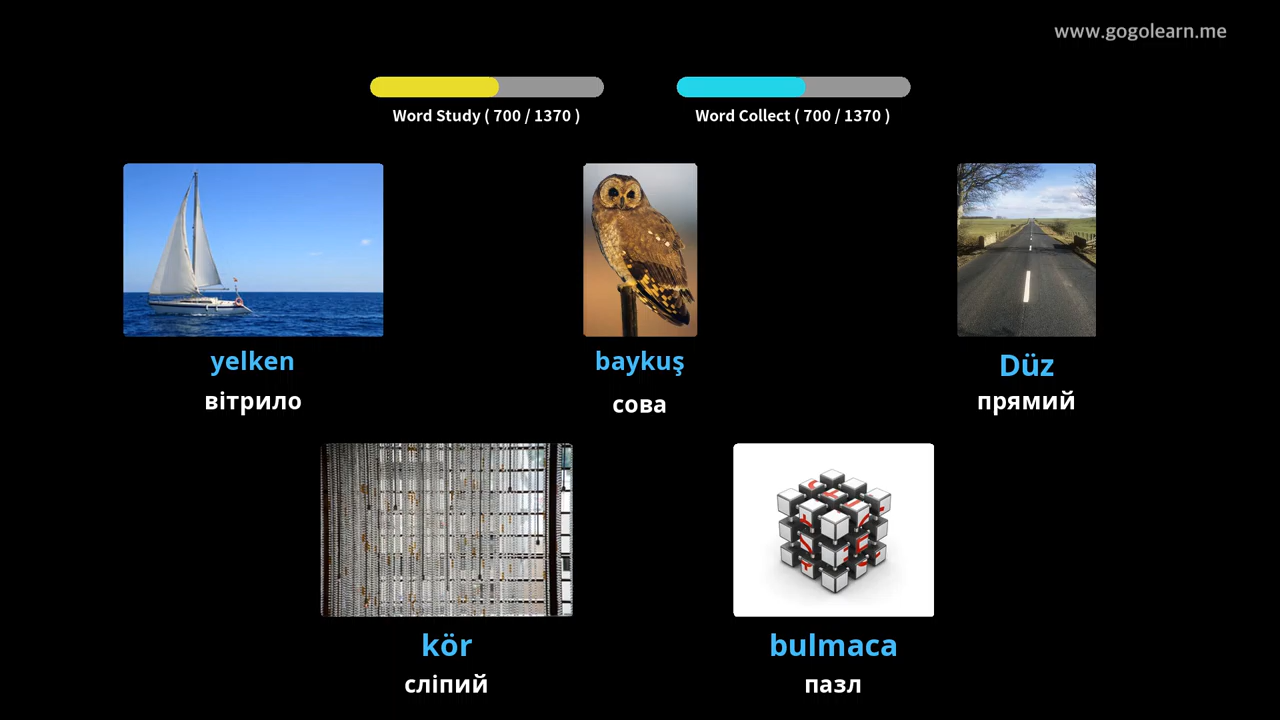 www.gogolearn.me
Word Study ( 700 / 1370 )
Word Collect ( 700 / 1370 )
yelken
вітрило
baykuş
сова
Düz
прямий
kör
сліпий
bulmaca
пазл